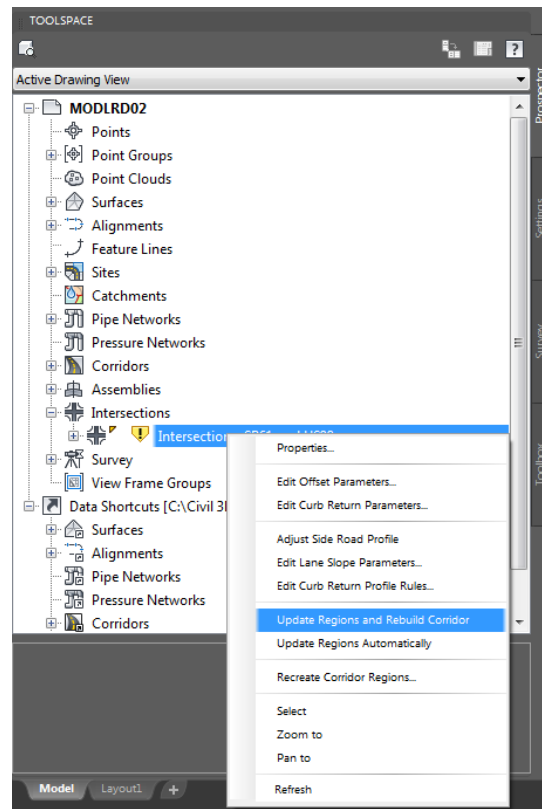 TOOLSPACE
?
Active Drawing View
MODLRD02
Points
Point Groups
Point Clouds
Surfaces
Alignments
Feature Lines
Sites
Catchments
Pipe Networks
Pressure Networks
Corridors
Assemblies
Intersections
Survey
View Frame Groups
Data Shortcuts [C:\Civil 3
Surfaces
Alignments
Pipe Networks
Pressure Networks
Corridors
Properties...
Edit Offset Parameters...
Edit Curb Return Parameters...
Adjust Side Road Profile
Edit Lane Slope Parameters...
Edit Curb Return Profile Rules...
Update Regions and Rebuild Corridor
Update Regions Automatically
Recreate Corridor Regions...
Select
Zoom to
Pan to
Refresh
Prospector
Settings
Survey
Toolbox
Model Layout1 +